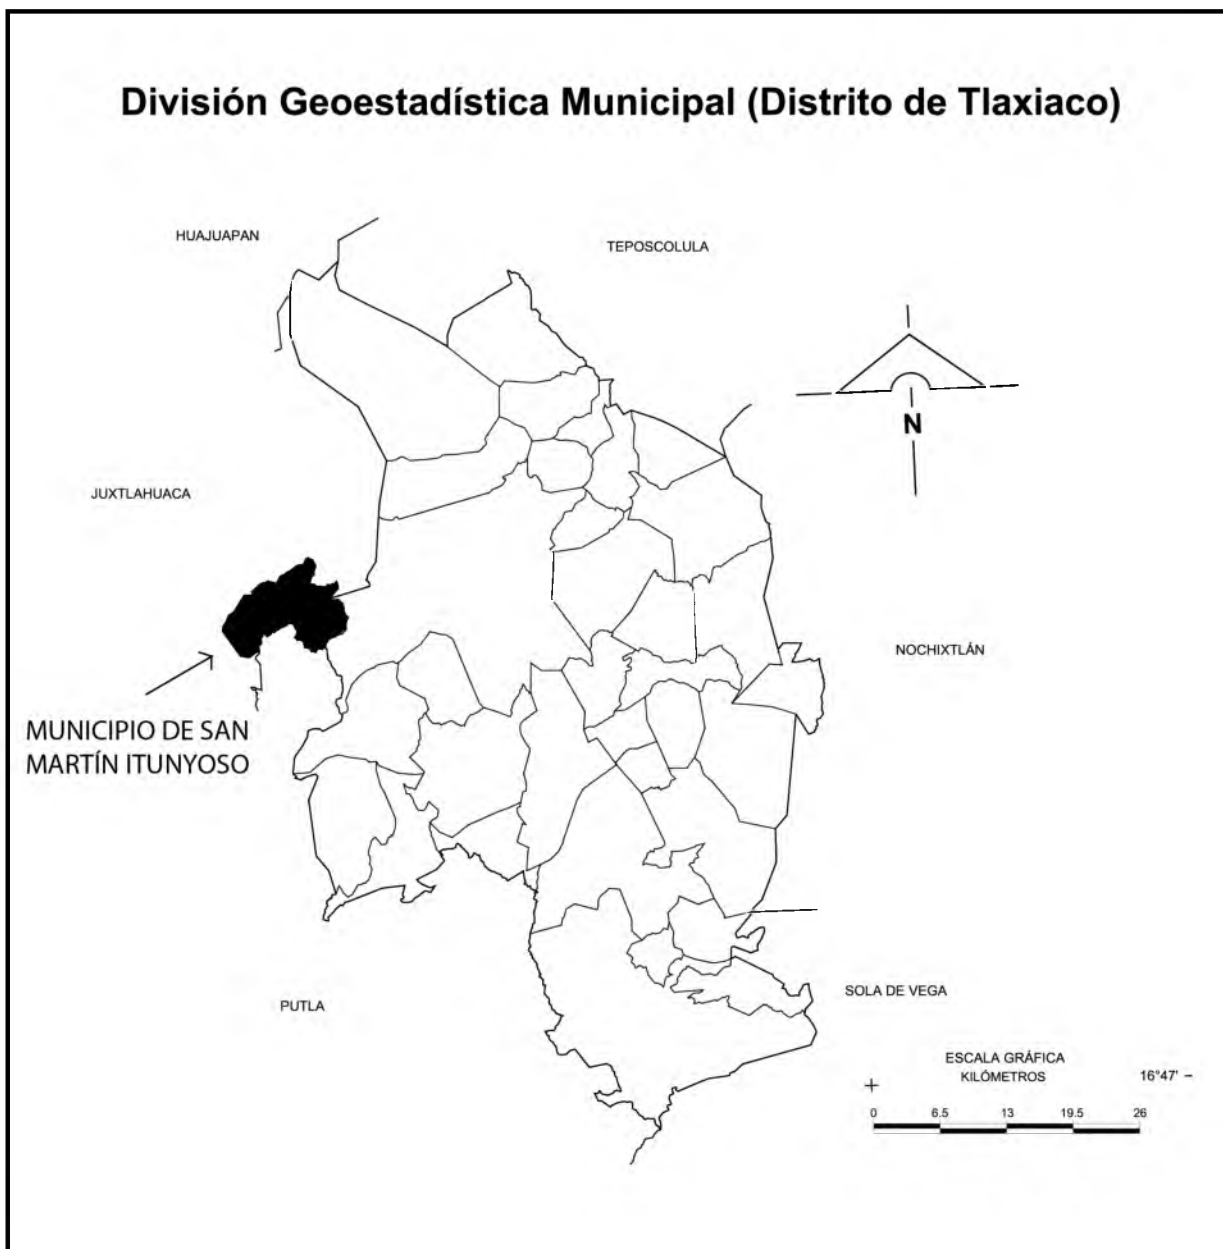 División Geoestadística Municipal (Distrito de Tlaxiaco)
HUAJUAPAN
TEPOSCOLULA
N
JUXTLAHUACA
NOCHIXTLÁN
MUNICIPIO DE SAN
MARTÍN ITUNYOSO
PUTLA
SOLA DE VEGA
ESCALA GRÁFICA
KILÓMETROS
16°47'
0 6.5 13 19.5 26